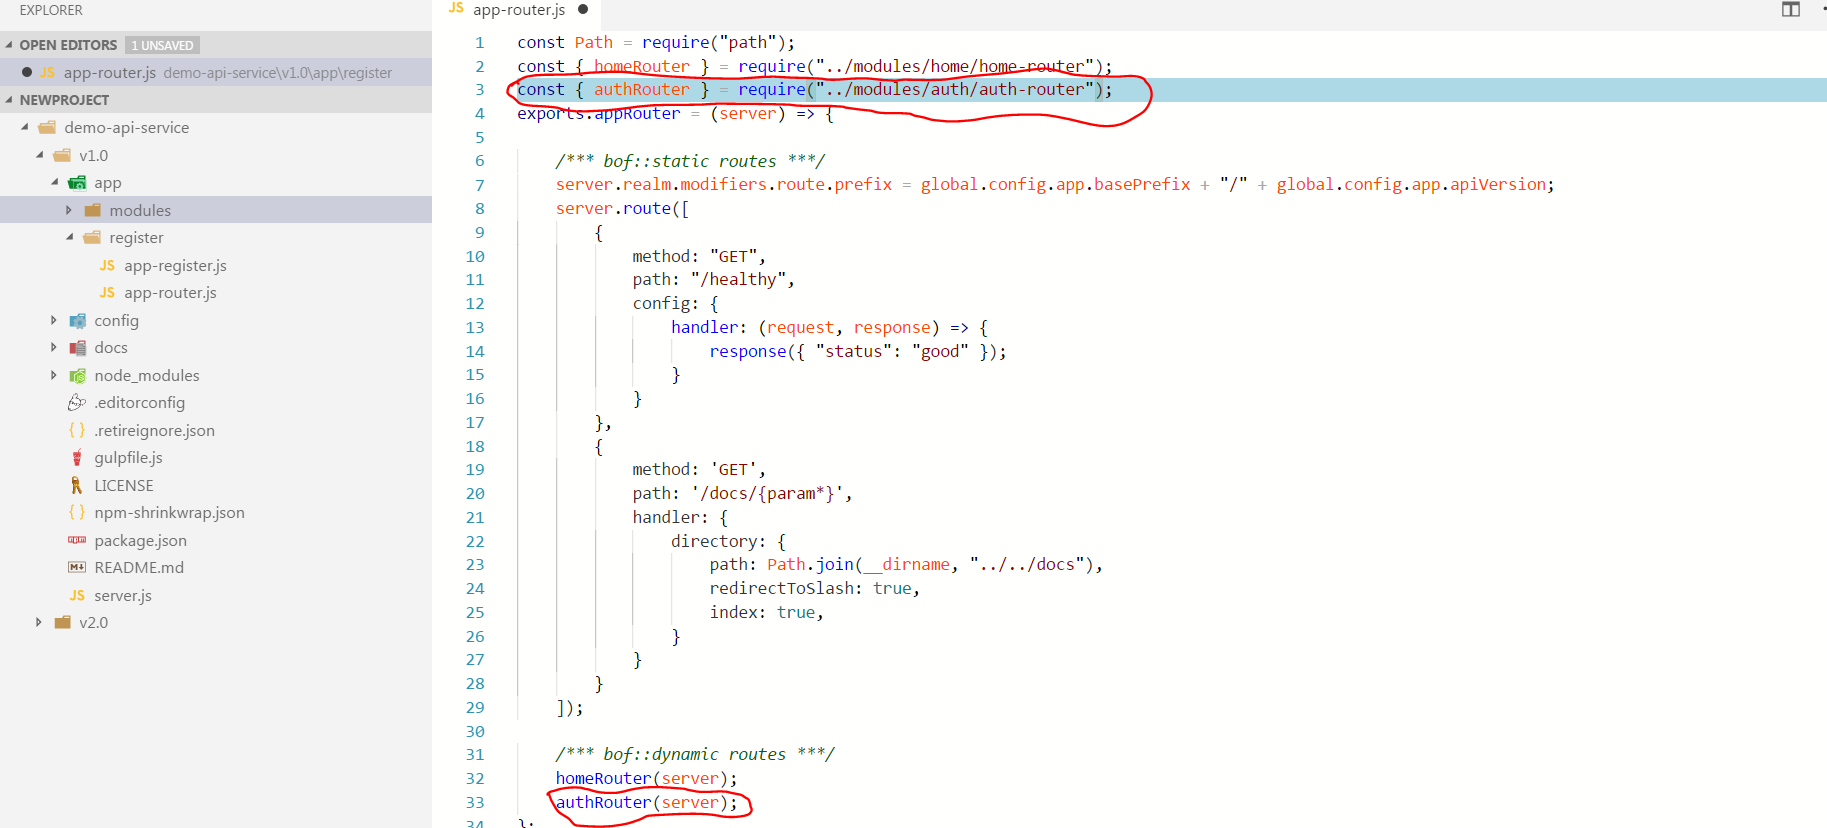 EXPLORER
OPEN EDITORS 1 UNSAVED
JS app-router.js demo-api-service\v1.0\app\register
NEWPROJECT
demo-api-service
v1.0
app
modules
register
JS app-register.js
JS app-router.js
config
docs
node_modules
.editorconfig
{ } .retireignore.json
gulpfile.js
LICENSE
{ } npm-shrinkwrap.json
package.json
README.md
JS server.js
v2.0
JS app-router.js
1 const Path = require("path");
2 const { homeRouter } = require("../modules/home/home-router");
3 const { authRouter } = require("../modules/auth/auth-router");
4 exports.appRouter = (server) => {
5
6 /*** bof::static routes ***/
7 server.realm.modifiers.route.prefix = global.config.app.basePrefix + "/" + global.config.app.apiVersion;
8 server.route([
9 {
10 method: "GET",
11 path: "/healthy",
12 config: {
13 handler: (request, response) => {
14 response({ "status": "good" });
15 }
16 }
17 },
18 {
19 method: 'GET',
20 path: '/docs/{param*}',
21 handler: {
22 directory: {
23 path: Path.join(__dirname, "../../docs"),
24 redirectToSlash: true,
25 index: true,
26 }
27 }
28 }
29 ]);
30
31 /*** bof::dynamic routes ***/
32 homeRouter(server);
33 authRouter(server);
34 };